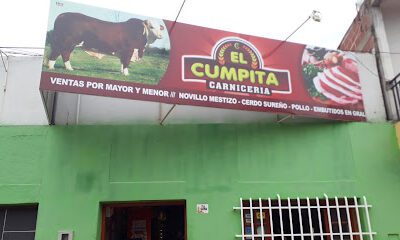 EL
CUMPITA
CARNICERIA
VENTAS POR MAYOR Y MENOR /// NOVILLO MESTIZO - CERDO SUREÑO - POLLO - EMBUTIDOS EN GRAL